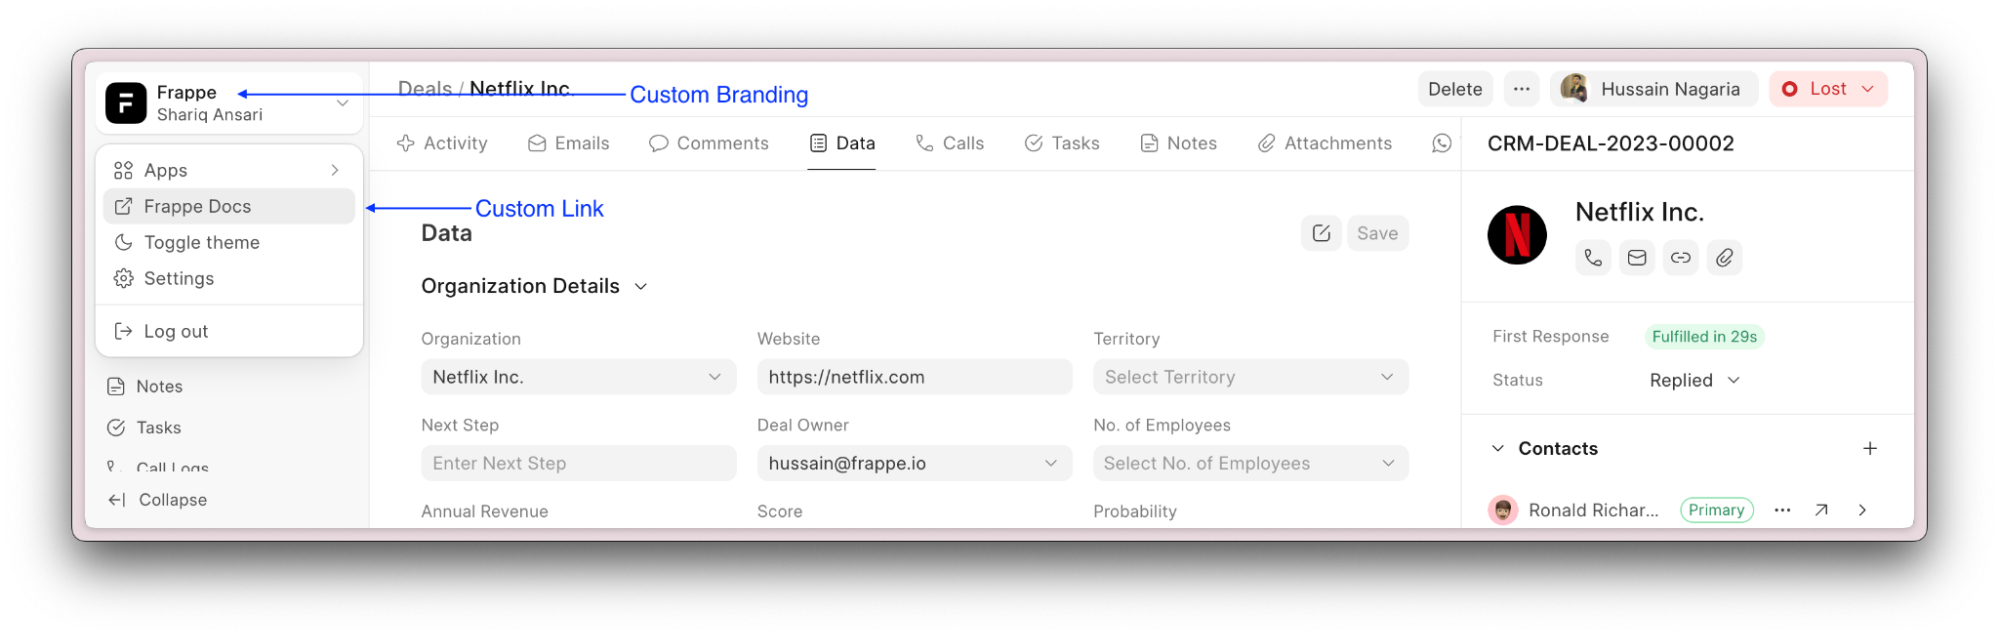 Frappe
Shariq Ansari
Deals / Netflix Inc.
Custom Branding
Delete
Hussain Nagaria
Lost
Apps
Frappe Docs
Toggle theme
Settings
Log out
Notes
Tasks
Call Logs
Collapse
Custom Link
Activity
Emails
Comments
Data
Calls
Tasks
Notes
Attachments
Data
Save
Organization Details
Organization
Website
Territory
Netflix Inc.
https://netflix.com
Select Territory
Next Step
Deal Owner
No. of Employees
Enter Next Step
hussain@frappe.io
Select No. of Employees
Annual Revenue
Score
Probability
CRM-DEAL-2023-00002
Netflix Inc.
First Response
Fulfilled in 29s
Status
Replied
Contacts
Ronald Richar...
Primary